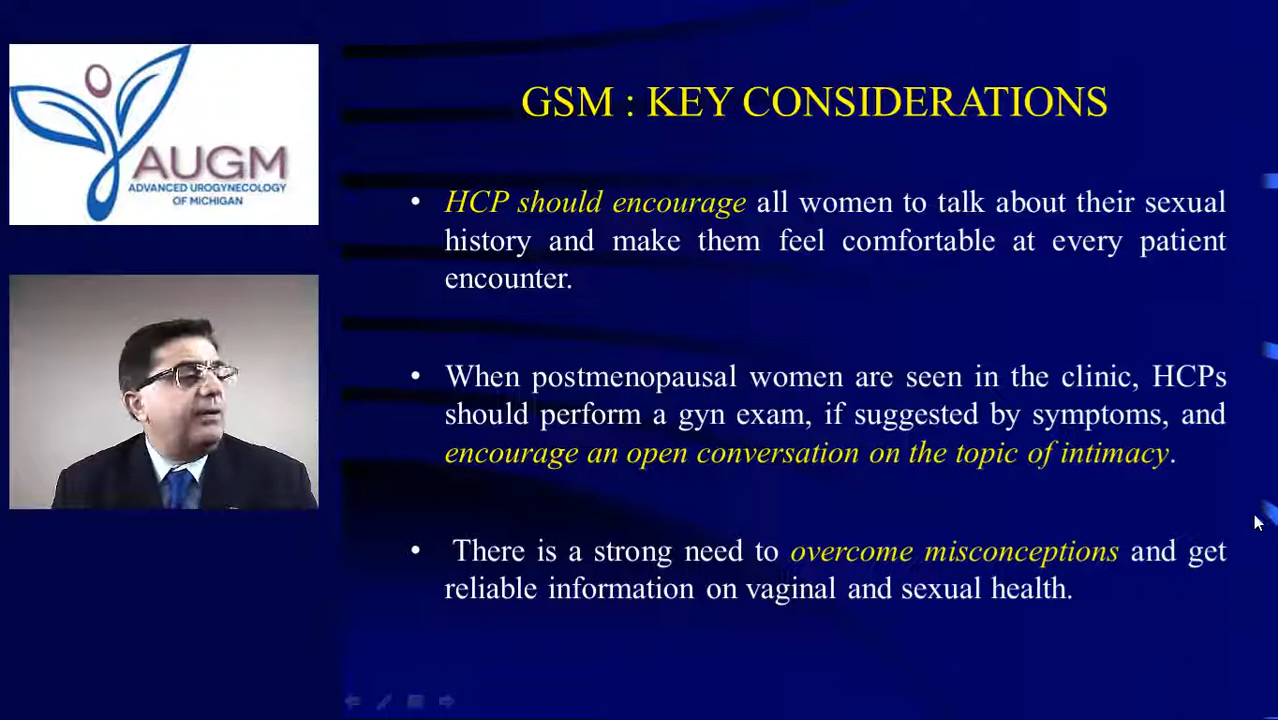 AUGM
ADVANCED UROGYNECOLOGY
OF MICHIGAN
GSM : KEY CONSIDERATIONS
• HCP should encourage all women to talk about their sexual
history and make them feel comfortable at every patient
encounter.
• When postmenopausal women are seen in the clinic, HCPs
should perform a gyn exam, if suggested by symptoms, and
encourage an open conversation on the topic of intimacy.
• There is a strong need to overcome misconceptions and get
reliable information on vaginal and sexual health.